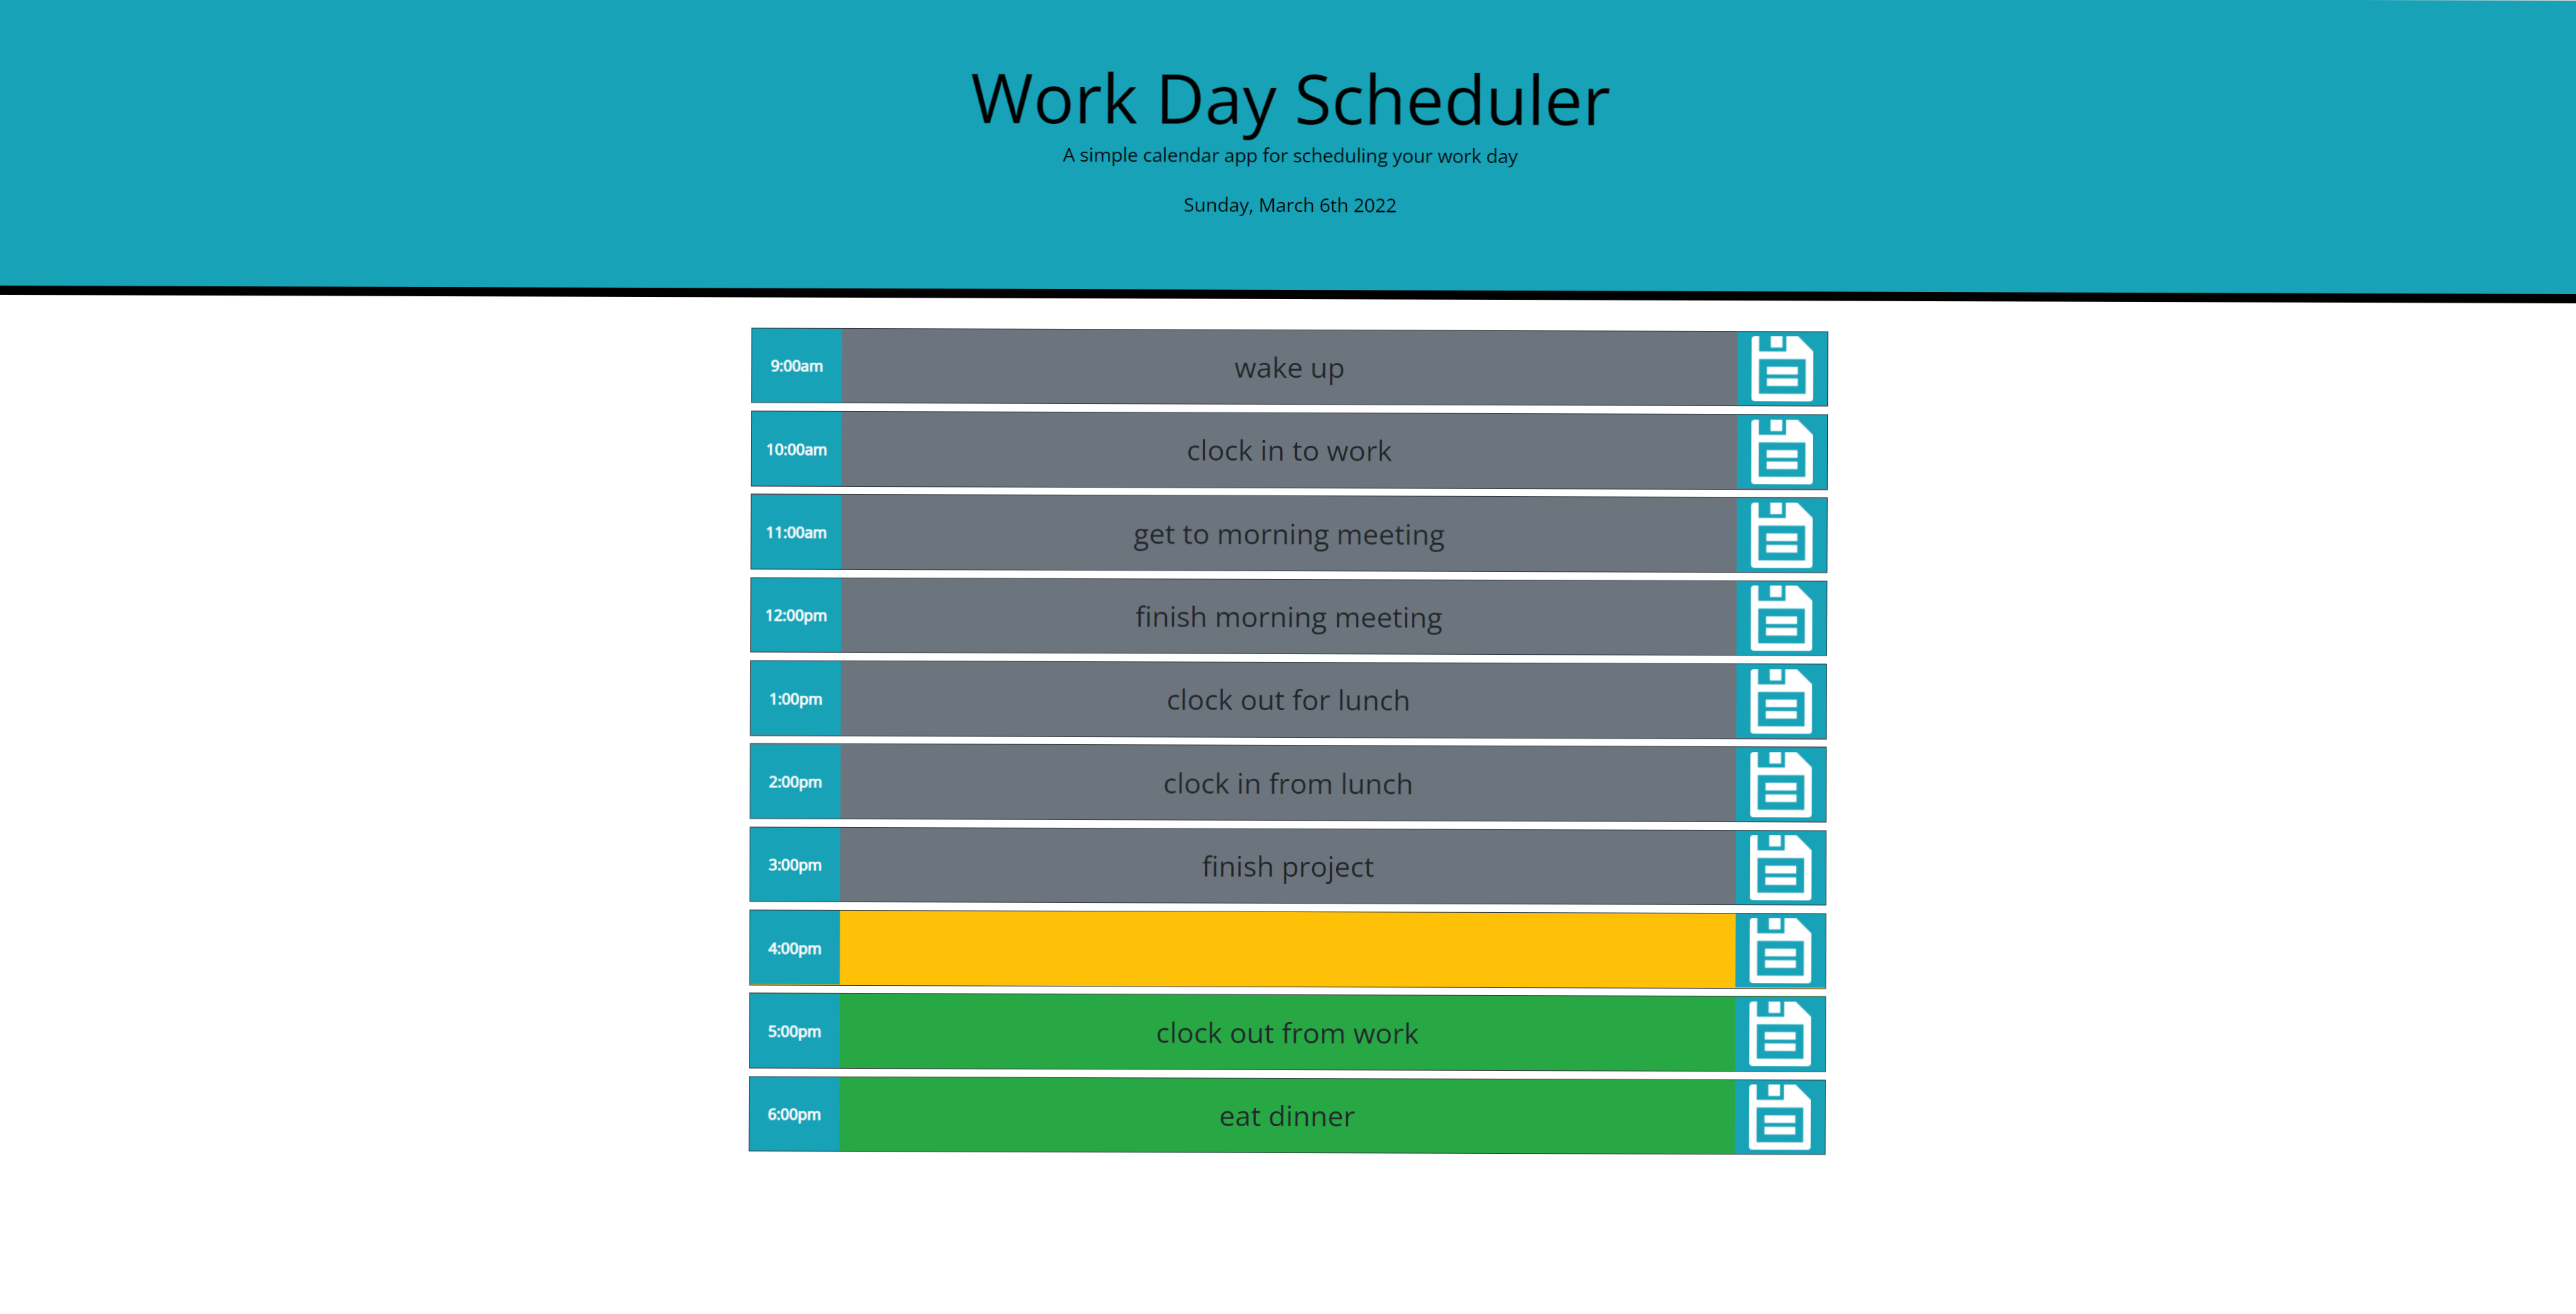 Work Day Scheduler
A simple calendar app for scheduling your work day
Sunday, March 6th 2022
9:00am wake up
10:00am clock in to work
11:00am get to morning meeting
12:00pm finish morning meeting
1:00pm clock out for lunch
2:00pm clock in from lunch
3:00pm finish project
4:00pm
5:00pm clock out from work
6:00pm eat dinner